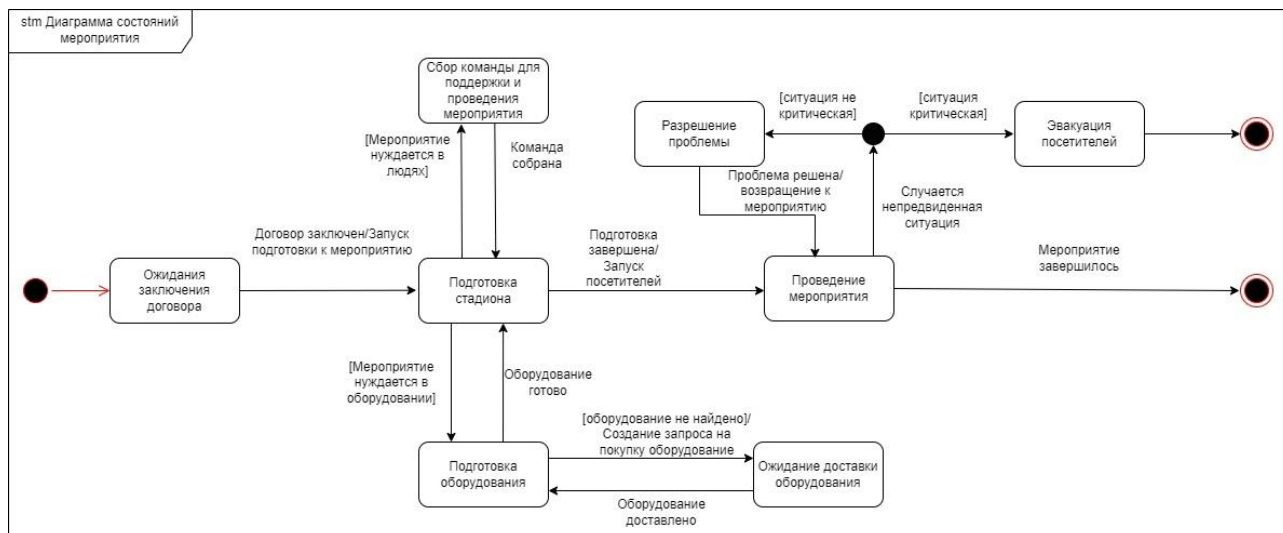 stm Диаграмма состояний
мероприятия
Сбор команды для
поддержки и
проведения
мероприятия
[ситуация не
критическая]
[ситуация
критическая]
Разрешение
проблемы
Эвакуация
посетителей
[Мероприятие
нуждается в
людях]
Команда
собрана
Проблема решена/
возвращение к
мероприятию
Случается
непредвиденная
ситуация
Договор заключен/Запуск
подготовки к мероприятию
Подготовка
завершена/
Запуск
посетителей
Мероприятие
завершилось
Ожидания
заключения
договора
Подготовка
стадиона
Проведение
мероприятия
[Мероприятие
нуждается в
оборудовании]
Оборудование
готово
[оборудование не найдено]/
Создание запроса на
покупку оборудование
Подготовка
оборудования
Ожидание доставки
оборудования
Оборудование
доставлено